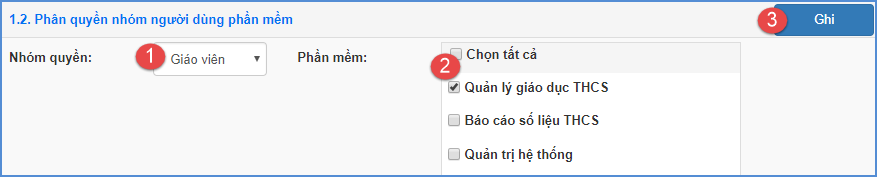 1.2. Phân quyền nhóm người dùng phần mềm
3
Ghi
Nhóm quyền:
1
Giáo viên
Phần mềm:
Chọn tất cả
2
Quản lý giáo dục THCS
Báo cáo số liệu THCS
Quản trị hệ thống